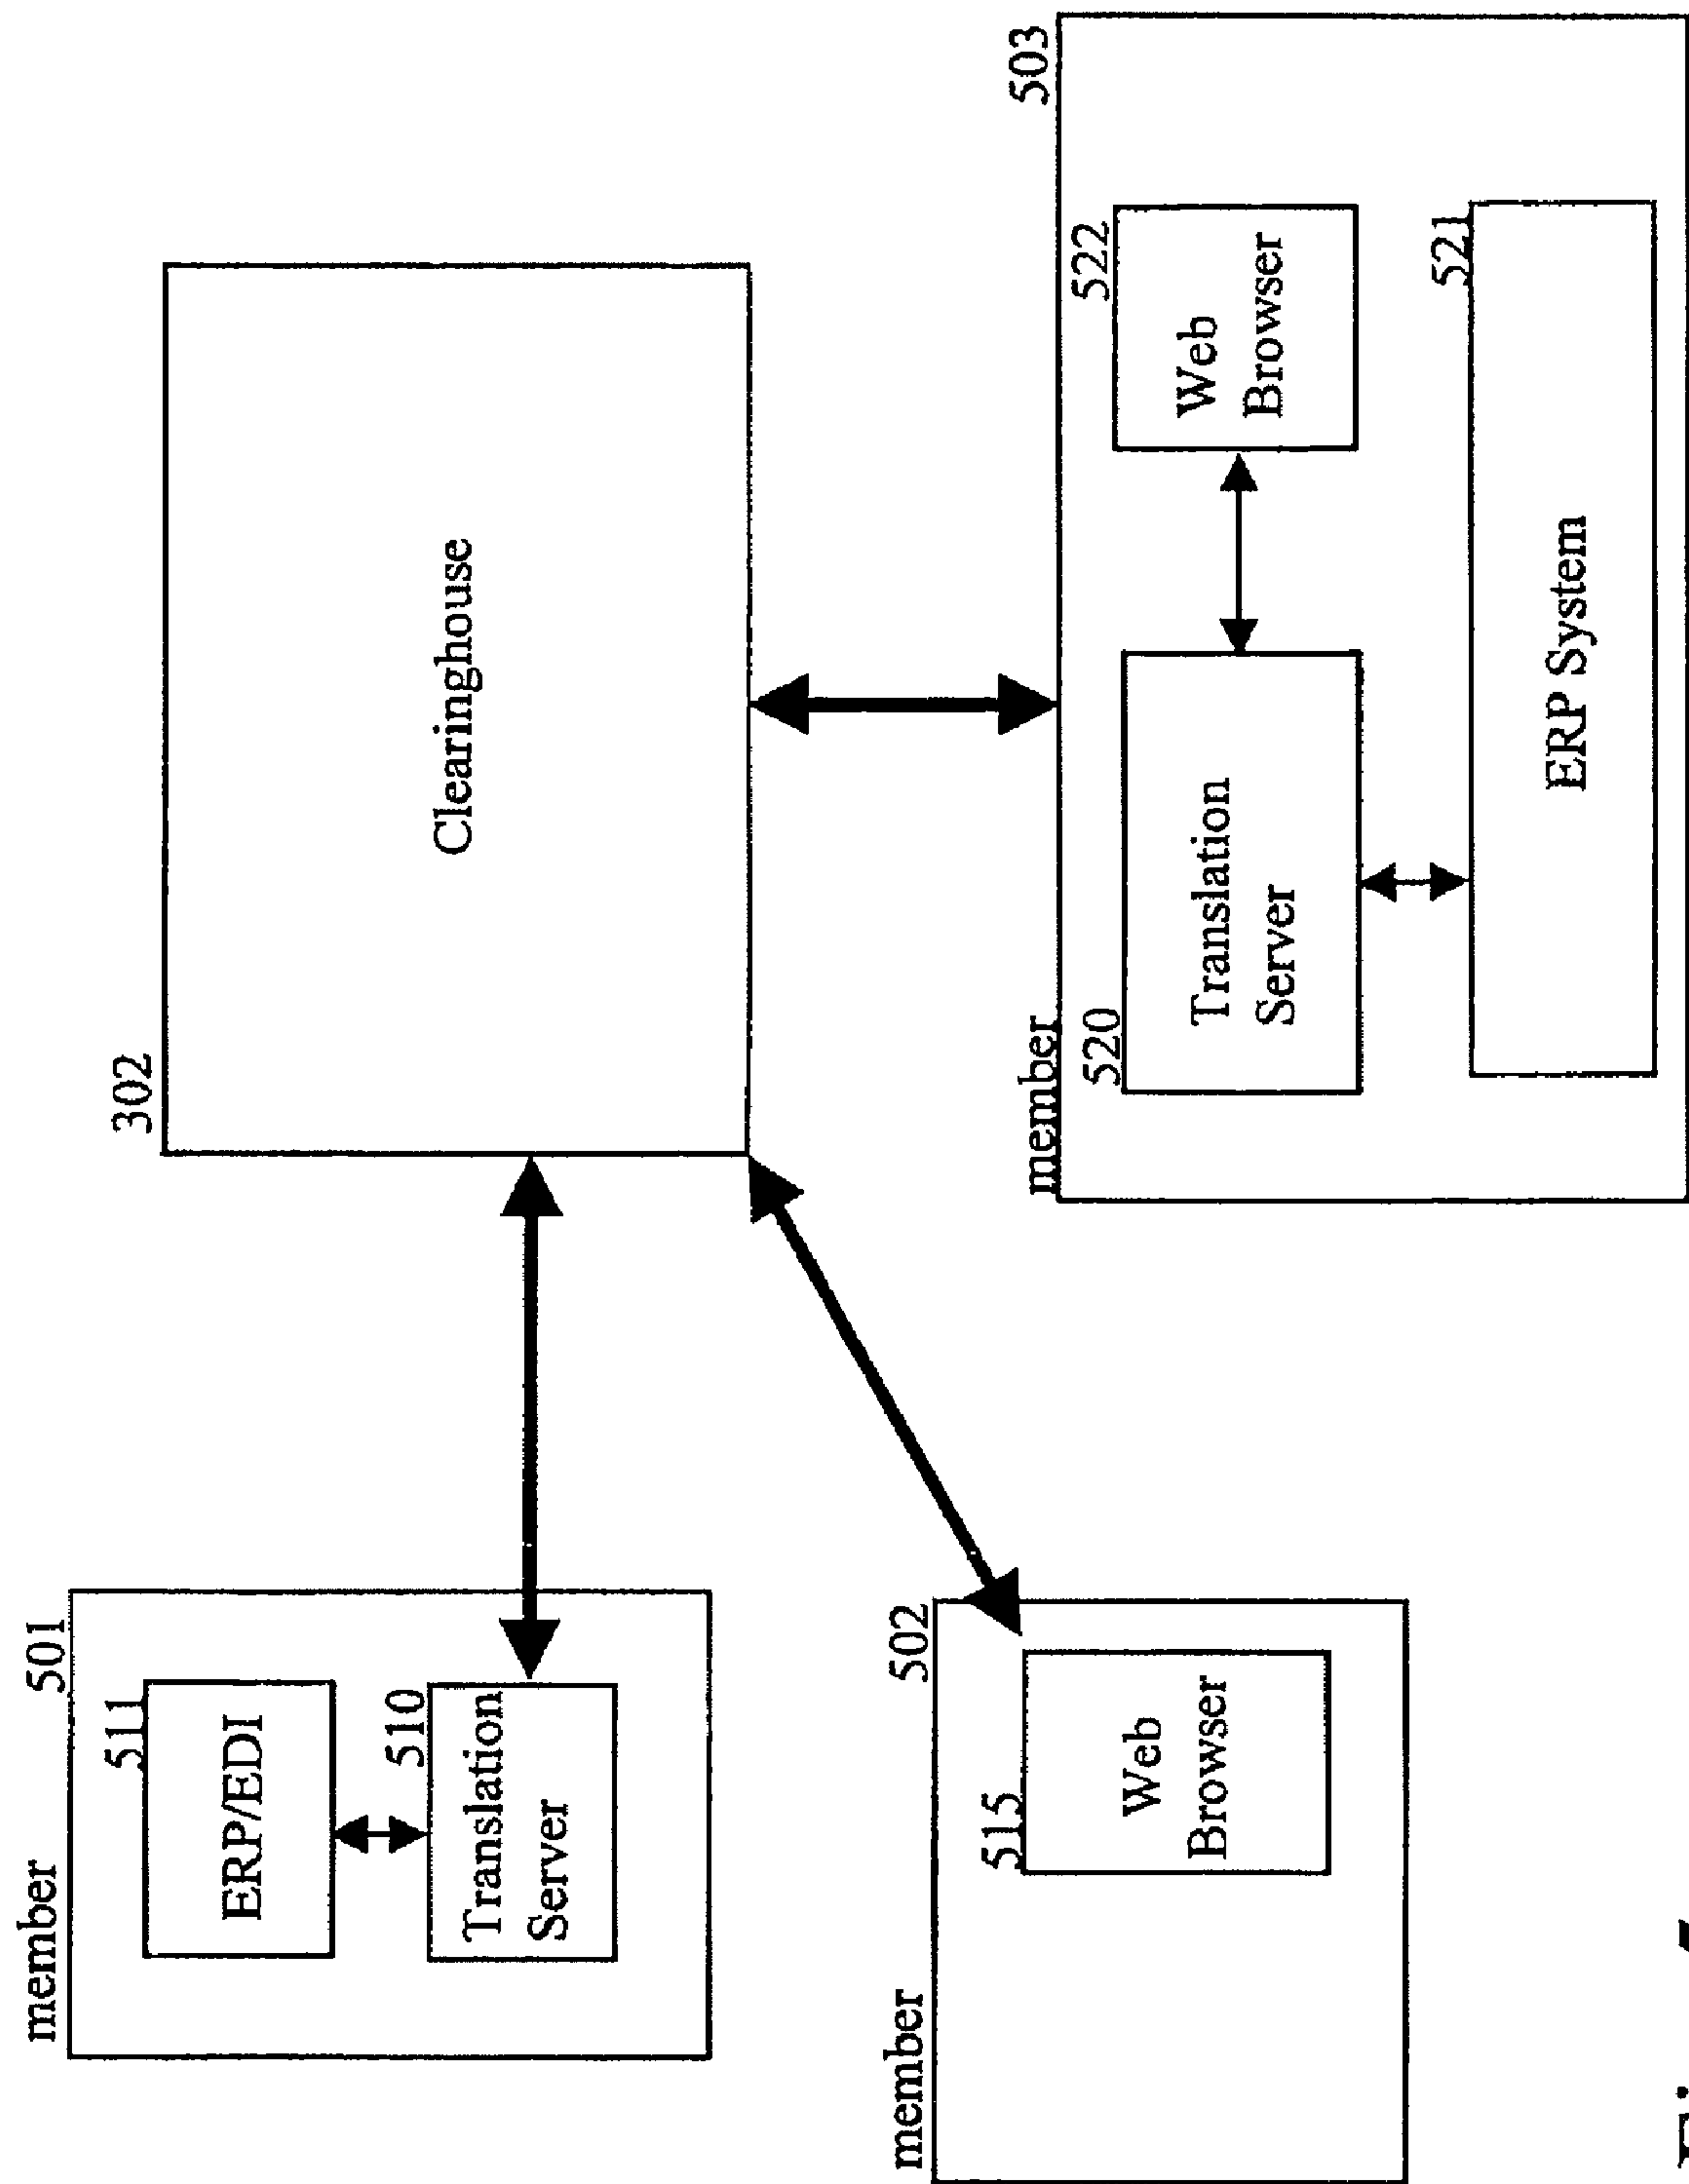 member 501
511
ERP/EDI
510
Translation
Server
302
Clearinghouse
member 502
515
Web
Browser
member 503
520
Translation
Server
522
Web
Browser
521
ERP System